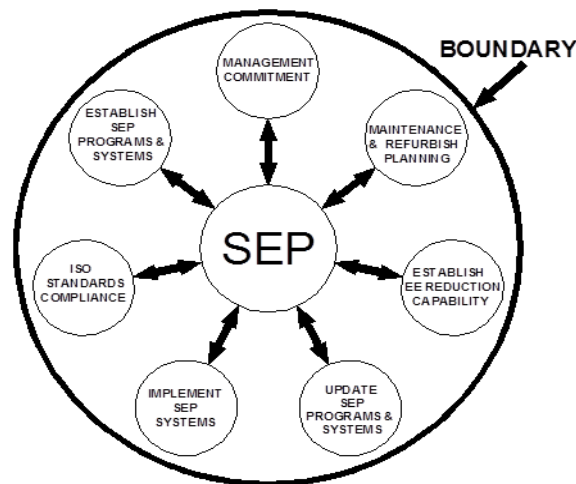 BOUNDARY
MANAGEMENT
COMMITMENT
ESTABLISH
SEP
PROGRAMS &
SYSTEMS
MAINTENANCE
& REFURBISH
PLANNING
SEP
ISO
STANDARDS
COMPLIANCE
ESTABLISH
EE REDUCTION
CAPABILITY
IMPLEMENT
SEP
SYSTEMS
UPDATE
SEP
PROGRAMS &
SYSTEMS